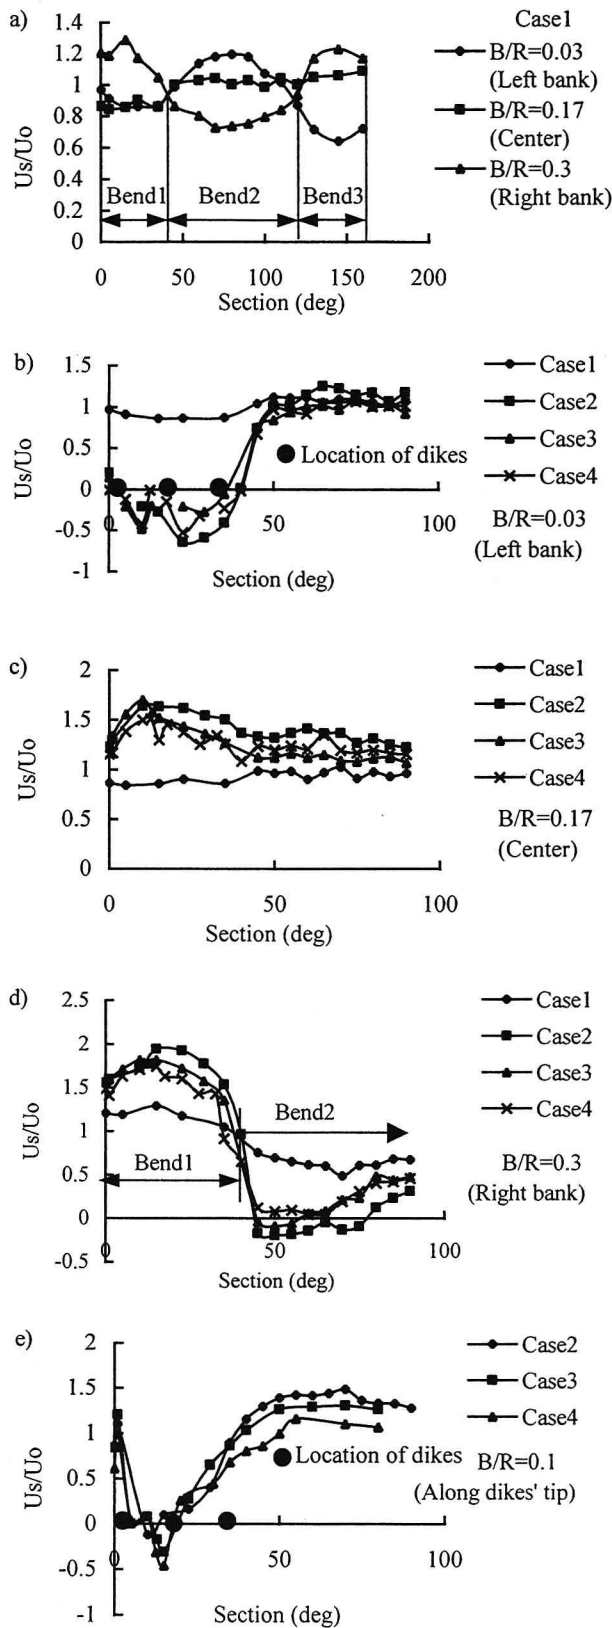 a)
1.4
1.2
1
0.8
0.6
0.4
0.2
0
Us/Uo
Bend1
Bend2
Bend3
0 50 100 150 200
Section (deg)
Case1
B/R=0.03
(Left bank)
B/R=0.17
(Center)
B/R=0.3
(Right bank)
b)
1.5
1
0.5
0
-0.5
-1
Us/Uo
Location of dikes
0 50 100
Section (deg)
Case1
Case2
Case3
Case4
B/R=0.03
(Left bank)
c)
2
1.5
1
0.5
0
Us/Uo
0 50 100
Section (deg)
Case1
Case2
Case3
Case4
B/R=0.17
(Center)
d)
2.5
2
1.5
1
0.5
0
-0.5
Us/Uo
Bend1
Bend2
0 50 100
Section (deg)
Case1
Case2
Case3
Case4
B/R=0.3
(Right bank)
e)
2
1.5
1
0.5
0
-0.5
-1
Us/Uo
Location of dikes
0 50 100
Section (deg)
Case2
Case3
Case4
B/R=0.1
(Along dikes' tip)